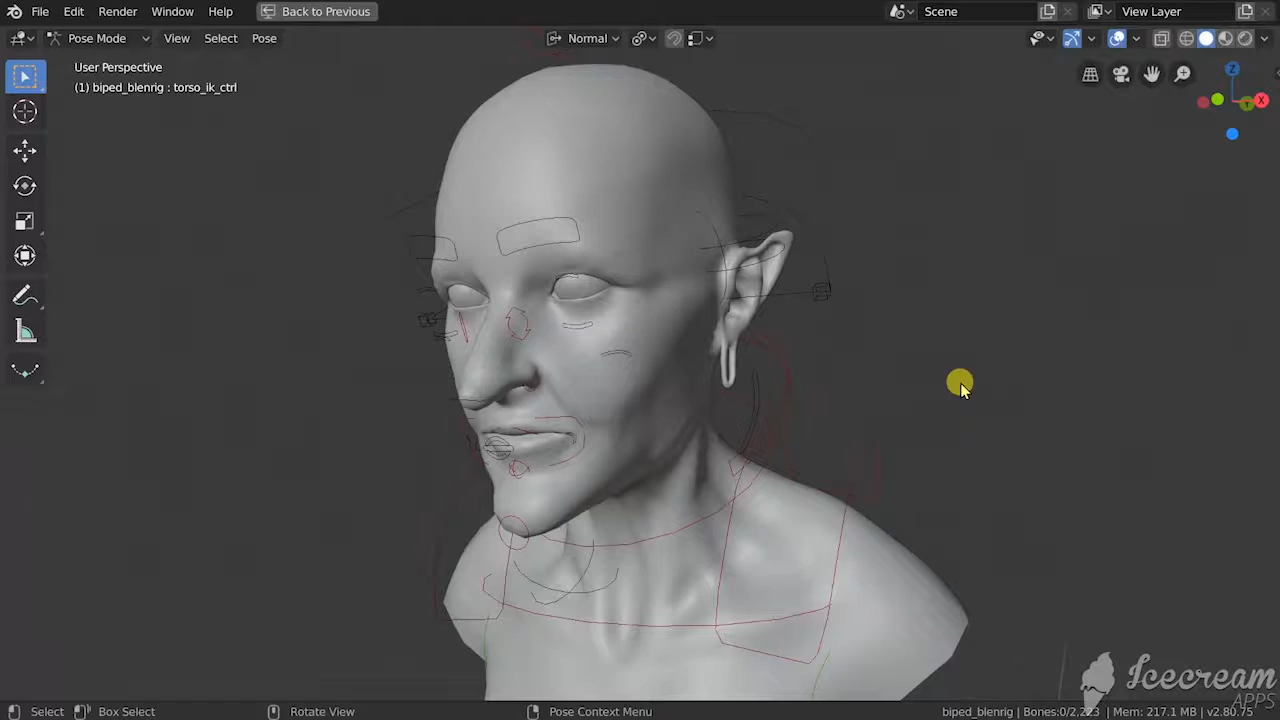 File Edit Render Window Help Back to Previous Scene View Layer
Pose Mode View Select Pose Normal
User Perspective
(1) biped_blenrig : torso_ik_ctrl
Z
X
Y
Icecream
APPS
Select Box Select Rotate View Pose Context Menu biped_blenrig | Bones:0/2,223 | Mem: 217.1 MB | v2.80.75